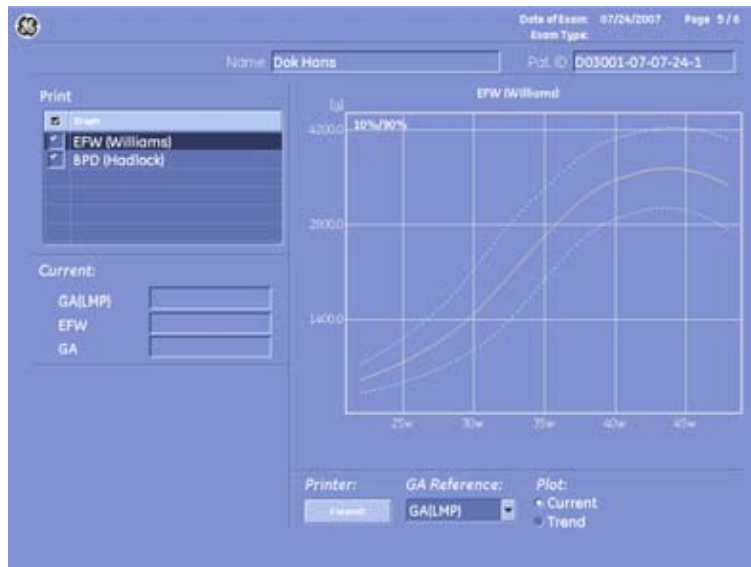 Date of Exam: 07/24/2007 Page 5/6
Exam Type:
Name Dok Hans Pat. ID D03001-07-07-24-1
Print
EFW (Williams)
BPD (Hadlock)
Current:
GA(LMP)
EFW
GA
EFW (Williams)
[g]
10%/90%
4200.0
2800.0
1400.0
25w 30w 35w 40w 45w
Printer: GA Reference: Plot:
GA(LMP)
Current
Trend